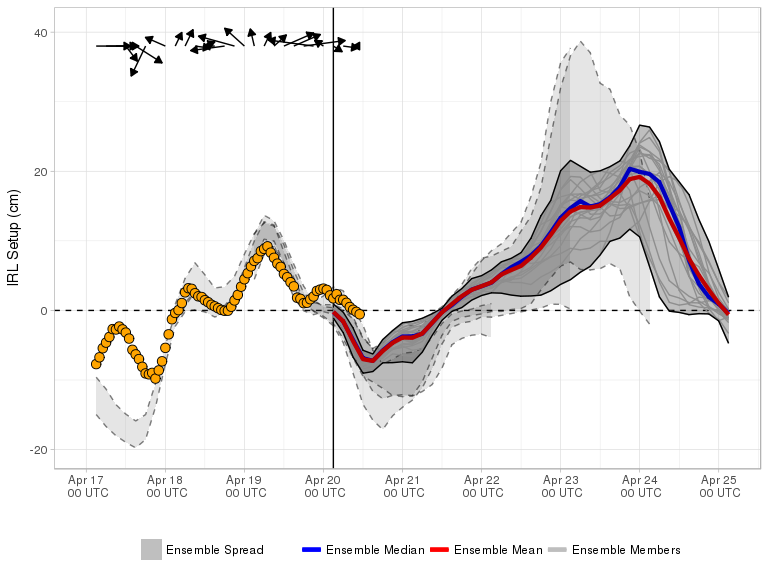 40
20
0
-20
IRL Setup (cm)
Apr 17 00 UTC
Apr 18 00 UTC
Apr 19 00 UTC
Apr 20 00 UTC
Apr 21 00 UTC
Apr 22 00 UTC
Apr 23 00 UTC
Apr 24 00 UTC
Apr 25 00 UTC
Ensemble Spread
Ensemble Median
Ensemble Mean
Ensemble Members